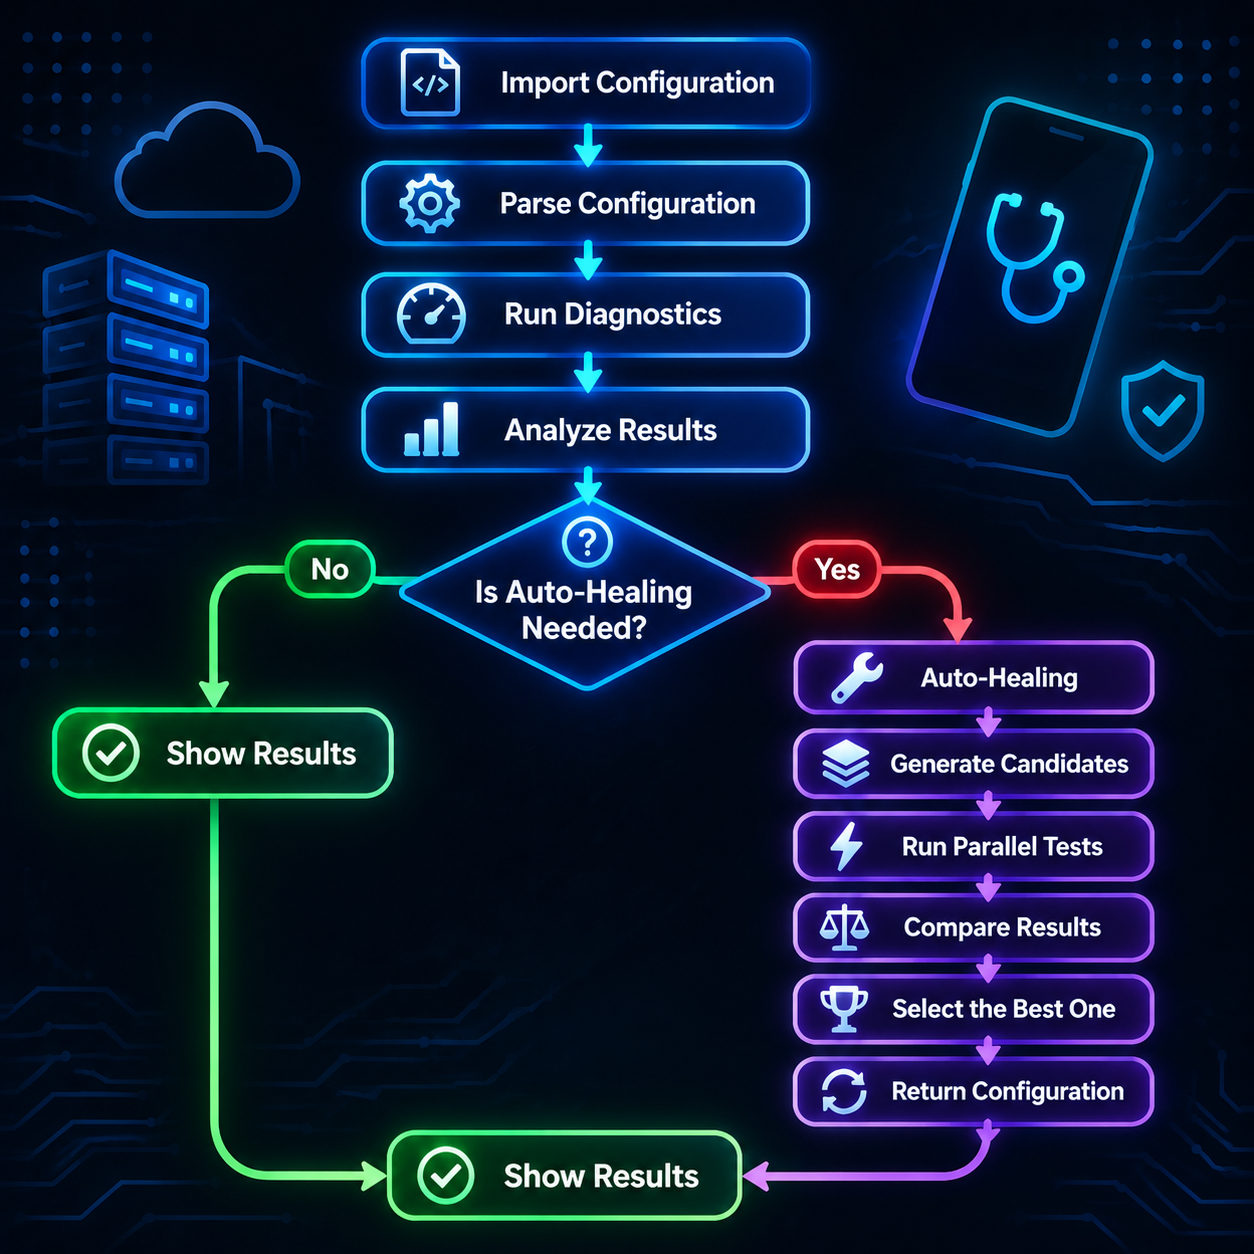 </>
Import Configuration
Parse Configuration
Run Diagnostics
Analyze Results
?
Is Auto-Healing
Needed?
No
Yes
Show Results
Auto-Healing
Generate Candidates
Run Parallel Tests
Compare Results
Select the Best One
Return Configuration
Show Results